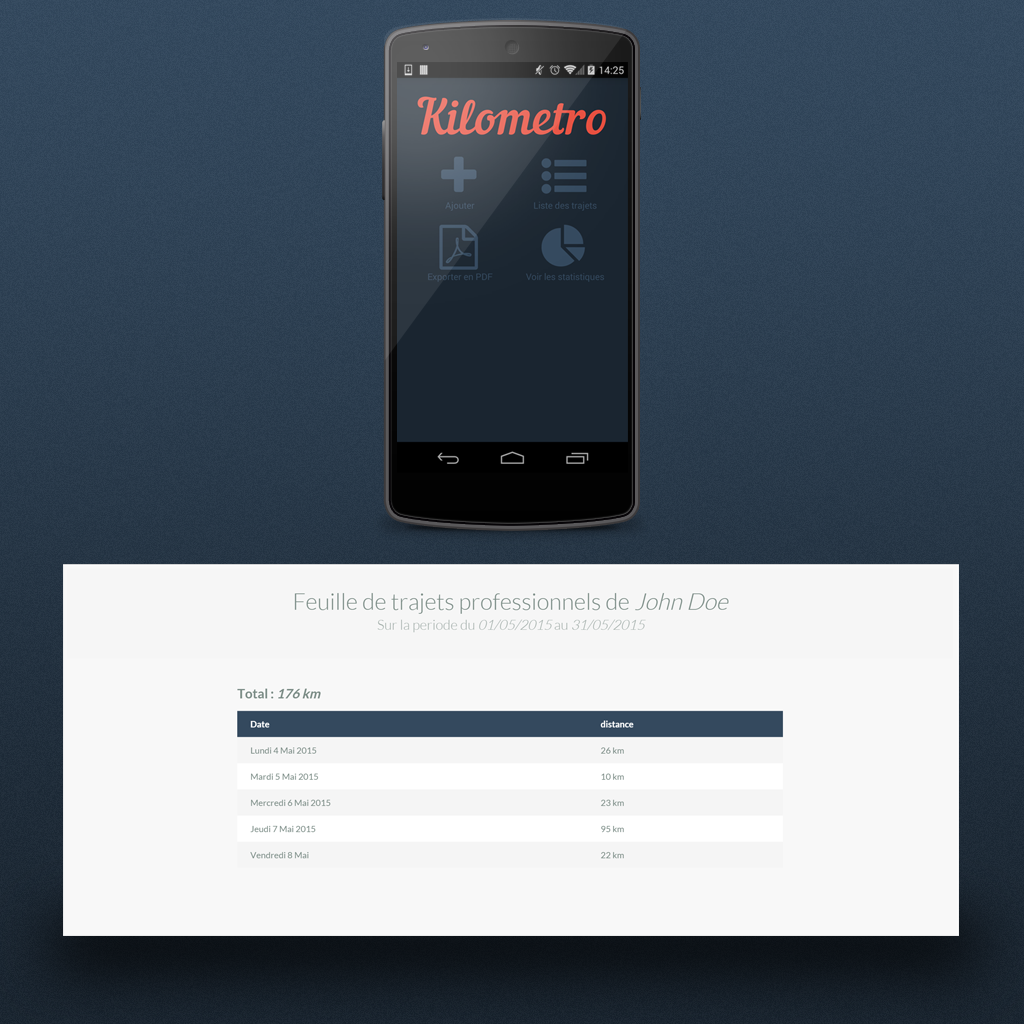 14:25
Kilometro
Ajouter
Liste des trajets
Exporter en PDF
Voir les statistiques
Feuille de trajets professionnels de John Doe
Sur la periode du 01/05/2015 au 31/05/2015
Total : 176 km
Date distance
Lundi 4 Mai 2015 26 km
Mardi 5 Mai 2015 10 km
Mercredi 6 Mai 2015 23 km
Jeudi 7 Mai 2015 95 km
Vendredi 8 Mai 22 km